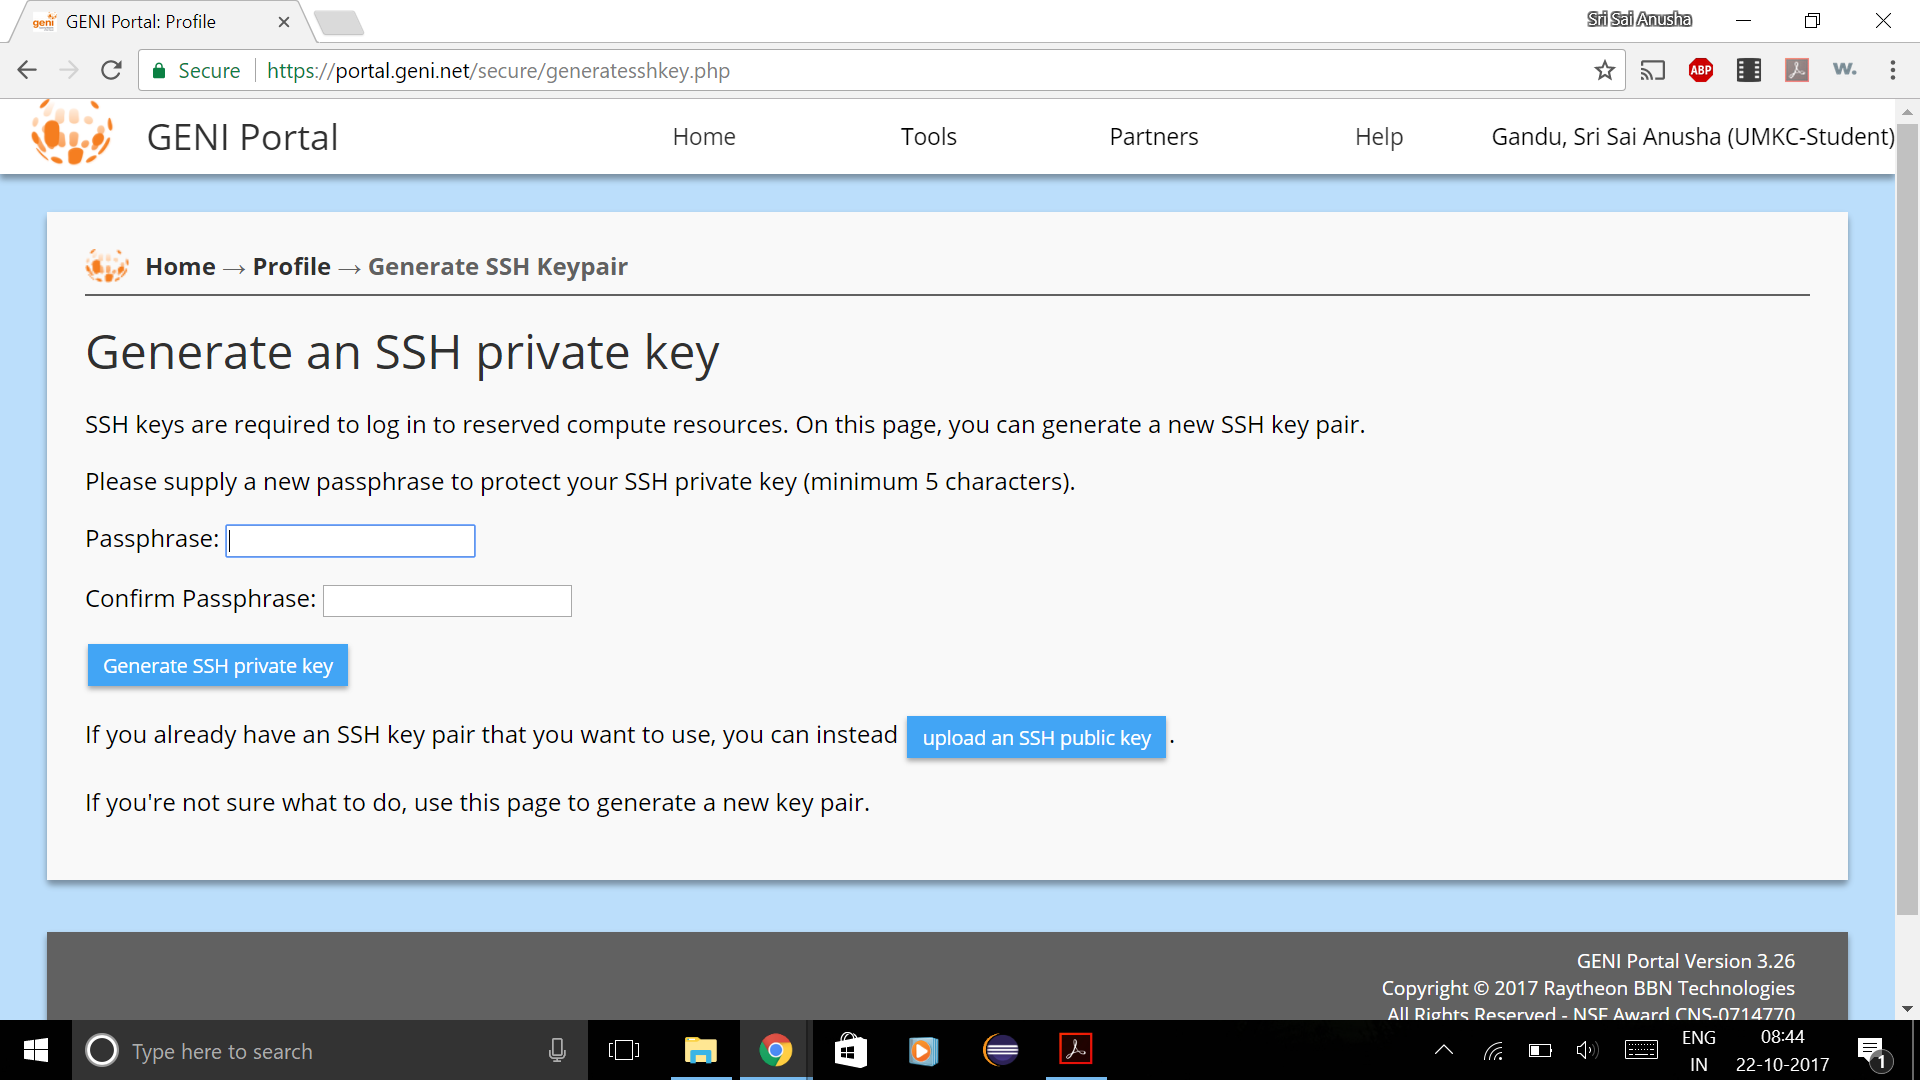 geni GENI Portal: Profile
Sri Sai Anusha
Secure https://portal.geni.net/secure/generatesshkey.php
ABP
w.
GENI Portal
Home
Tools
Partners
Help
Gandu, Sri Sai Anusha (UMKC-Student)
Home → Profile → Generate SSH Keypair
Generate an SSH private key
SSH keys are required to log in to reserved compute resources. On this page, you can generate a new SSH key pair.
Please supply a new passphrase to protect your SSH private key (minimum 5 characters).
Passphrase:
Confirm Passphrase:
Generate SSH private key
If you already have an SSH key pair that you want to use, you can instead upload an SSH public key .
If you're not sure what to do, use this page to generate a new key pair.
GENI Portal Version 3.26
Copyright © 2017 Raytheon BBN Technologies
All Rights Reserved - NSF Award CNS-0714770
Type here to search
ENG
IN
08:44
22-10-2017
1